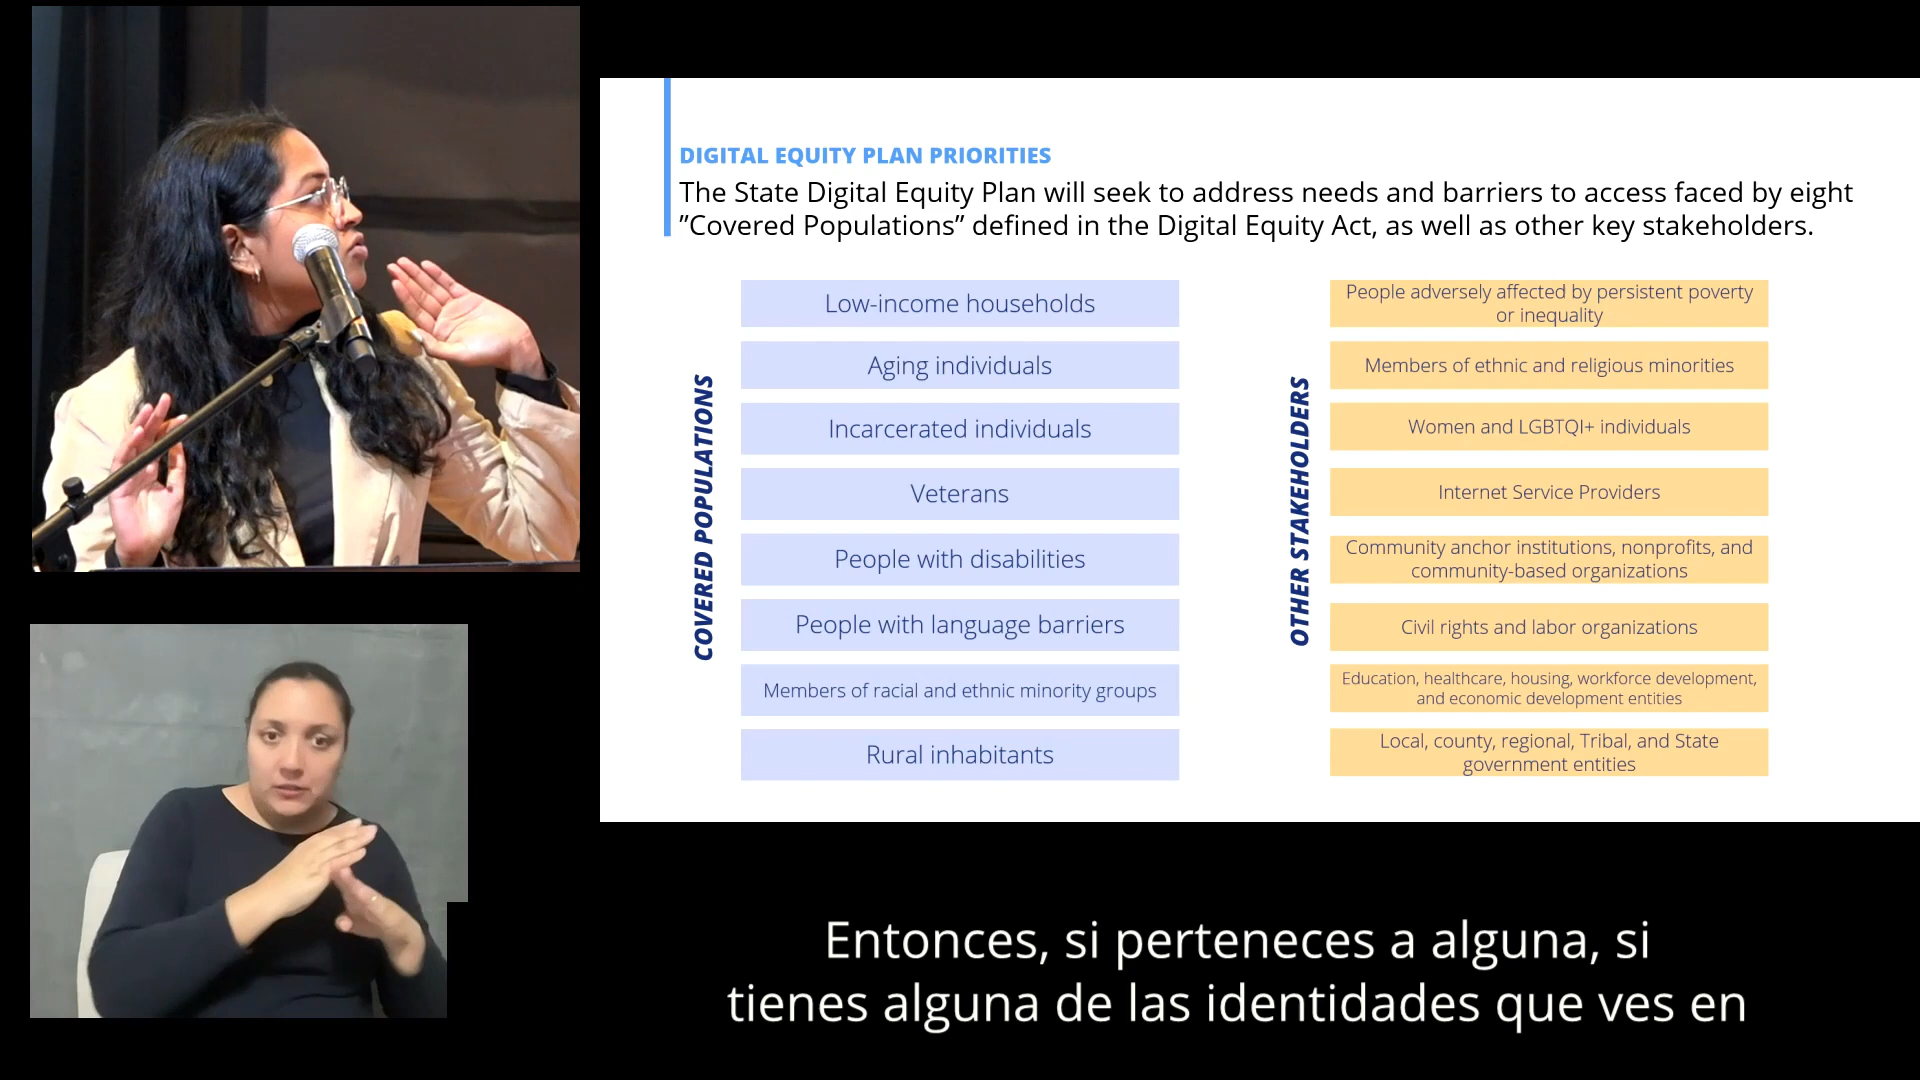 DIGITAL EQUITY PLAN PRIORITIES
The State Digital Equity Plan will seek to address needs and barriers to access faced by eight
”Covered Populations” defined in the Digital Equity Act, as well as other key stakeholders.
COVERED POPULATIONS
Low-income households
Aging individuals
Incarcerated individuals
Veterans
People with disabilities
People with language barriers
Members of racial and ethnic minority groups
Rural inhabitants
OTHER STAKEHOLDERS
People adversely affected by persistent poverty
or inequality
Members of ethnic and religious minorities
Women and LGBTQI+ individuals
Internet Service Providers
Community anchor institutions, nonprofits, and
community-based organizations
Civil rights and labor organizations
Education, healthcare, housing, workforce development,
and economic development entities
Local, county, regional, Tribal, and State
government entities
Entonces, si perteneces a alguna, si
tienes alguna de las identidades que ves en